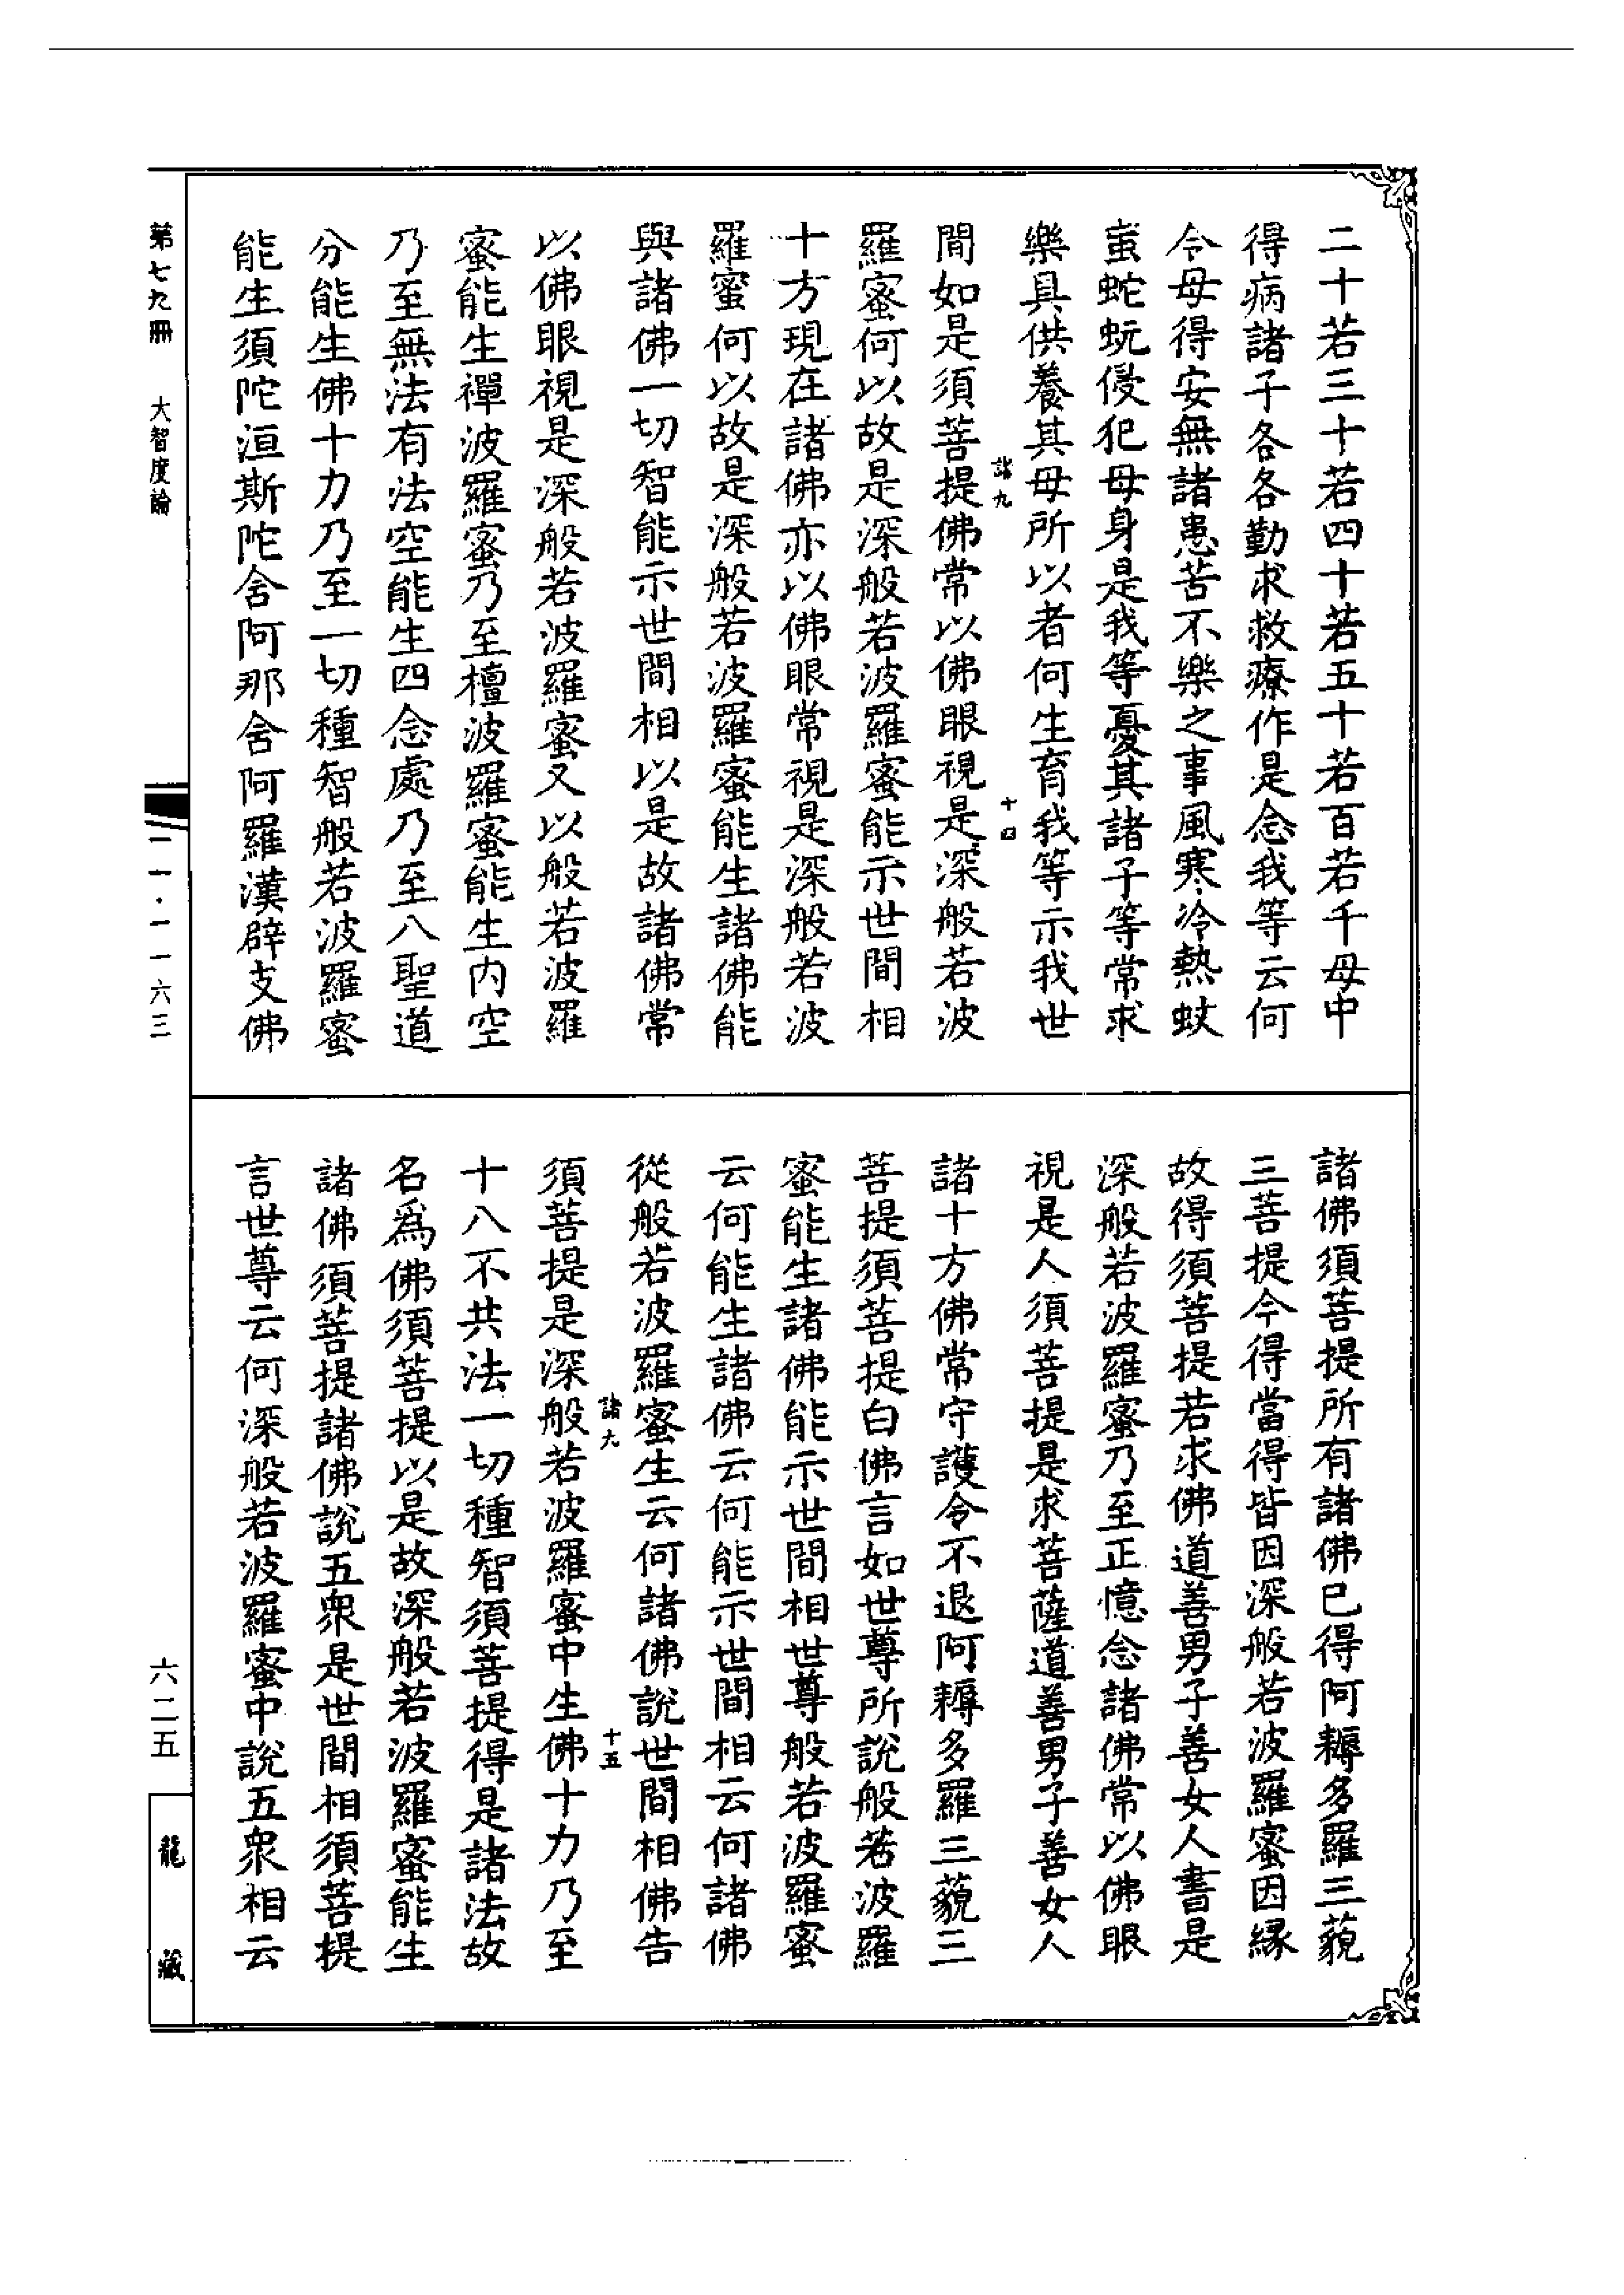 二十若三十若四十若五十若百若千母中
得病諸子各各勤求救療作是念我等云何
令母得安無諸患苦不樂之事風寒冷熱蚊
蝱蛇蚖侵犯母身是我等憂其諸子等常求
樂具供養其母所以者何生育我等示我世
諸九 十四
間如是須菩提佛常以佛眼視是深般若波
羅蜜何以故是深般若波羅蜜能示世間相
十方現在諸佛亦以佛眼常視是深般若波
羅蜜何以故是深般若波羅蜜能生諸佛能
與諸佛一切智能示世間相以是故諸佛常
以佛眼視是深般若波羅蜜又以般若波羅
蜜能生禪波羅蜜乃至檀波羅蜜能生內空
乃至無法有法空能生四念處乃至八聖道
分能生佛十力乃至一切種智般若波羅蜜
能生須陀洹斯陀含阿那含阿羅漢辟支佛
諸佛須菩提所有諸佛已得阿耨多羅三藐
三菩提今得當得皆因深般若波羅蜜因緣
故得須菩提若求佛道善男子善女人書是
深般若波羅蜜乃至正憶念諸佛常以佛眼
視是人須菩提是求菩薩道善男子善女人
諸十方佛常守護令不退阿耨多羅三藐三
菩提須菩提白佛言如世尊所說般若波羅
蜜能生諸佛能示世間相世尊般若波羅蜜
云何能生諸佛云何能示世間相云何諸佛
從般若波羅蜜生云何諸佛說世間相佛告
諸九 十五
須菩提是深般若波羅蜜中生佛十力乃至
十八不共法一切種智須菩提得是諸法故
名爲佛須菩提以是故深般若波羅蜜能生
諸佛須菩提諸佛說五衆是世間相須菩提
言世尊云何深般若波羅蜜中說五衆相云
第七九冊 大智度論
一一·一一六三
六二五
龍藏